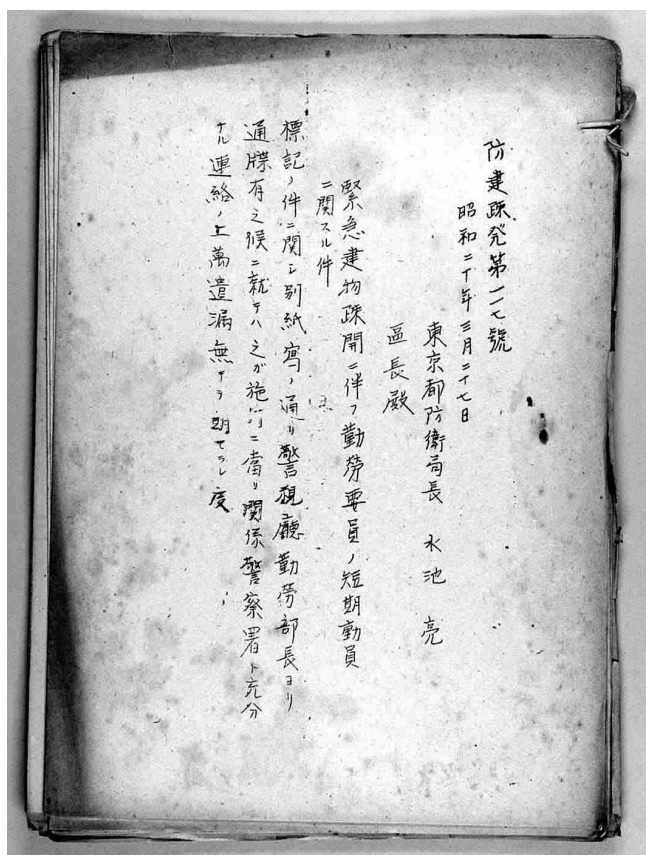 防建疎発第一一七號
昭和二十年三月二十七日
東京都防衛局長 水池 亮
區長殿
緊急建物疎開ニ伴フ勤勞要員ノ短期動員
ニ関スル件
標記ノ件ニ関シ別紙寫ノ通リ警視廳勤労部長ヨリ
通牒有之候ニ就テハ之が施行ニ當リ関係警察署ト充分
ナル連絡ノ上萬遺漏無キヲ期セラレ度